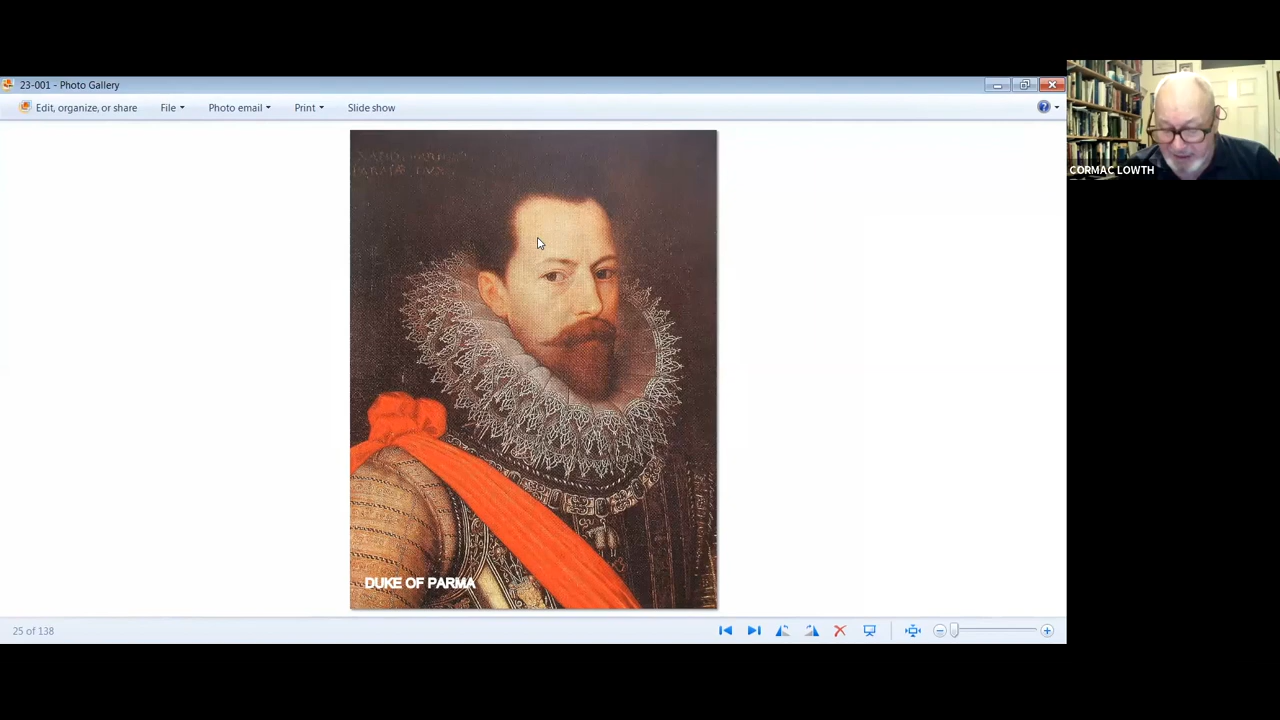 23-001 - Photo Gallery
Edit, organize, or share File Photo email Print Slide show
CORMAC LOWTH
DUKE OF PARMA
25 of 138